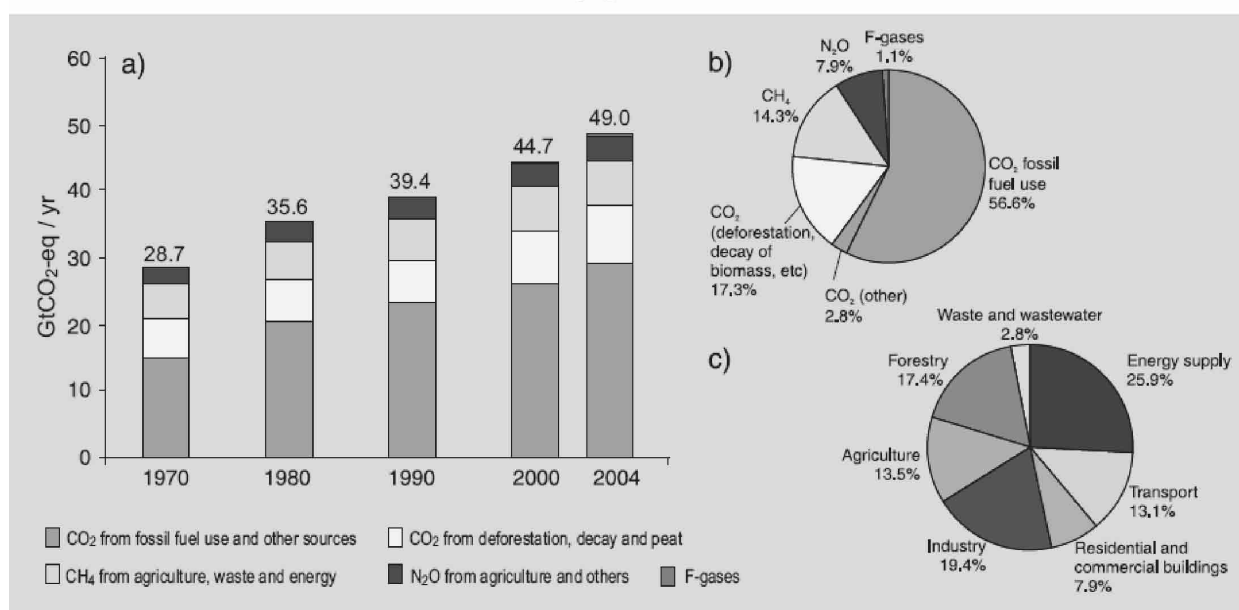 a)
GtCO₂-eq / yr
60
50
40
30
20
10
0
28.7
35.6
39.4
44.7
49.0
1970
1980
1990
2000
2004
CO₂ from fossil fuel use and other sources
CO₂ from deforestation, decay and peat
CH₄ from agriculture, waste and energy
N₂O from agriculture and others
F-gases
b)
F-gases
1.1%
N₂O
7.9%
CH₄
14.3%
CO₂ fossil
fuel use
56.6%
CO₂
(deforestation,
decay of
biomass, etc)
17.3%
CO₂ (other)
2.8%
c)
Waste and wastewater
2.8%
Forestry
17.4%
Energy supply
25.9%
Agriculture
13.5%
Transport
13.1%
Industry
19.4%
Residential and
commercial buildings
7.9%